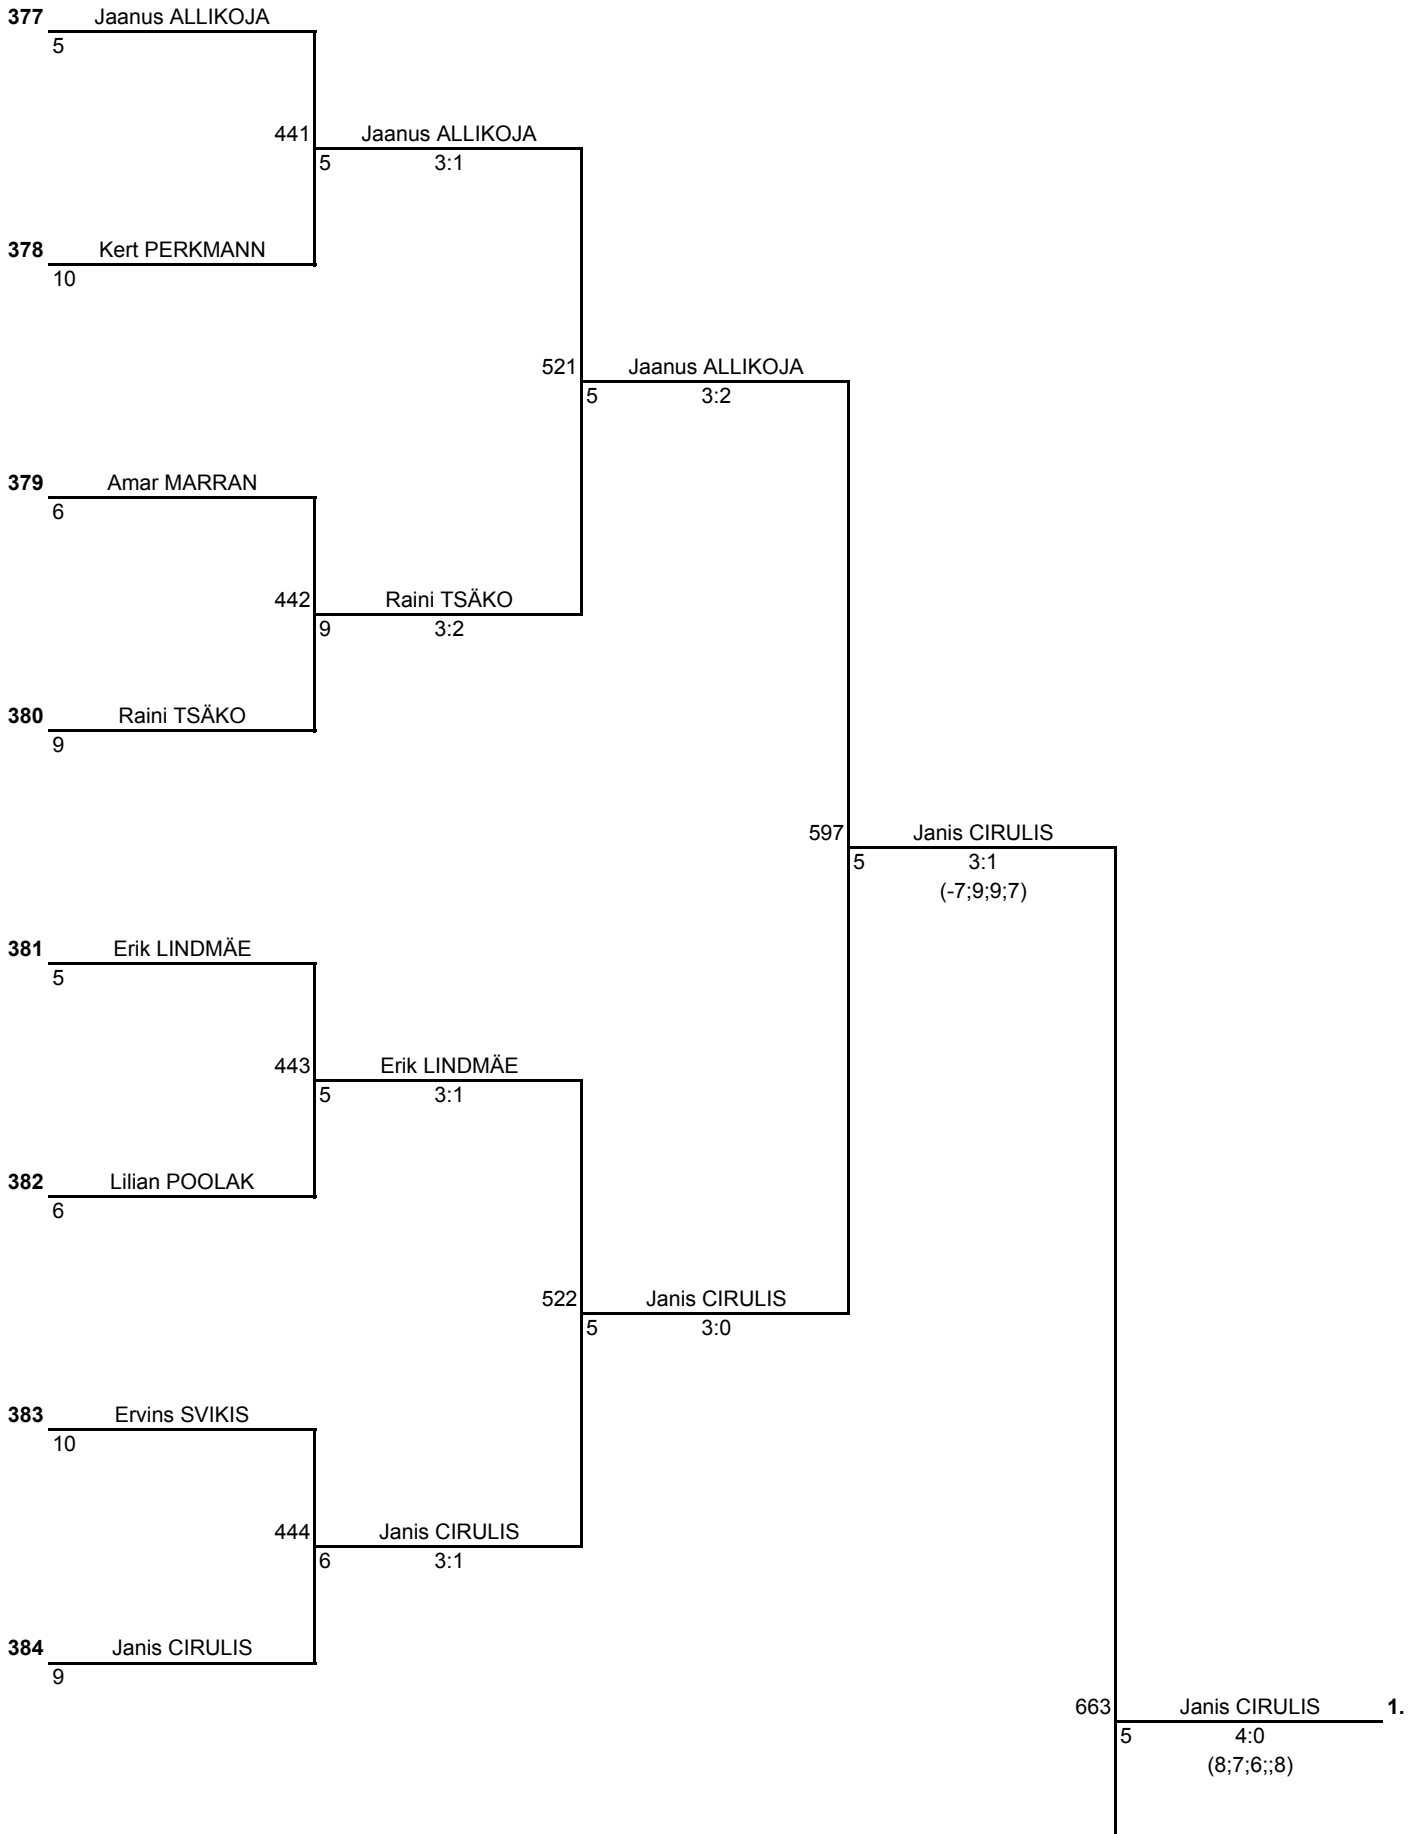 377 Jaanus ALLIKOJA
5
441 Jaanus ALLIKOJA
5 3:1
378 Kert PERKMANN
10
521 Jaanus ALLIKOJA
5 3:2
379 Amar MARRAN
6
442 Raini TSÄKO
9 3:2
380 Raini TSÄKO
9
597 Janis CIRULIS
5 3:1
(-7;9;9;7)
381 Erik LINDMÄE
5
443 Erik LINDMÄE
5 3:1
382 Lilian POOLAK
6
522 Janis CIRULIS
5 3:0
383 Ervins SVIKIS
10
444 Janis CIRULIS
6 3:1
384 Janis CIRULIS
9
663 Janis CIRULIS 1.
5 4:0
(8;7;6;;8)